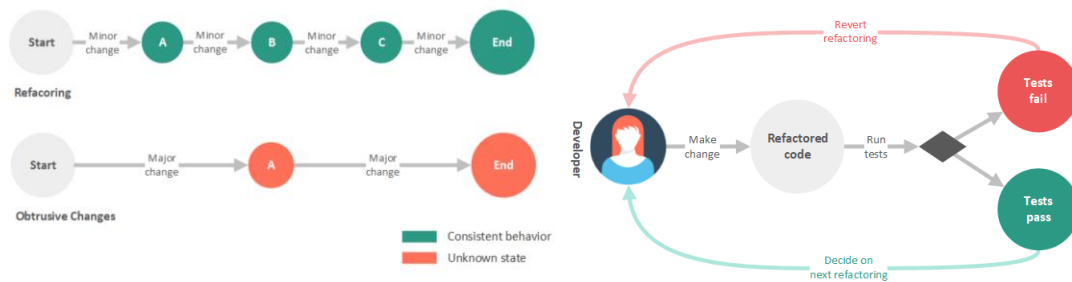 Start
Minor
change
A
Minor
change
B
Minor
change
C
Minor
change
End
Refacoring
Start
Major
change
A
Major
change
End
Obtrusive Changes
Consistent behavior
Unknown state
Revert
refactoring
Tests
fail
Developer
Make
change
Refactored
code
Run
tests
Tests
pass
Decide on
next refactoring